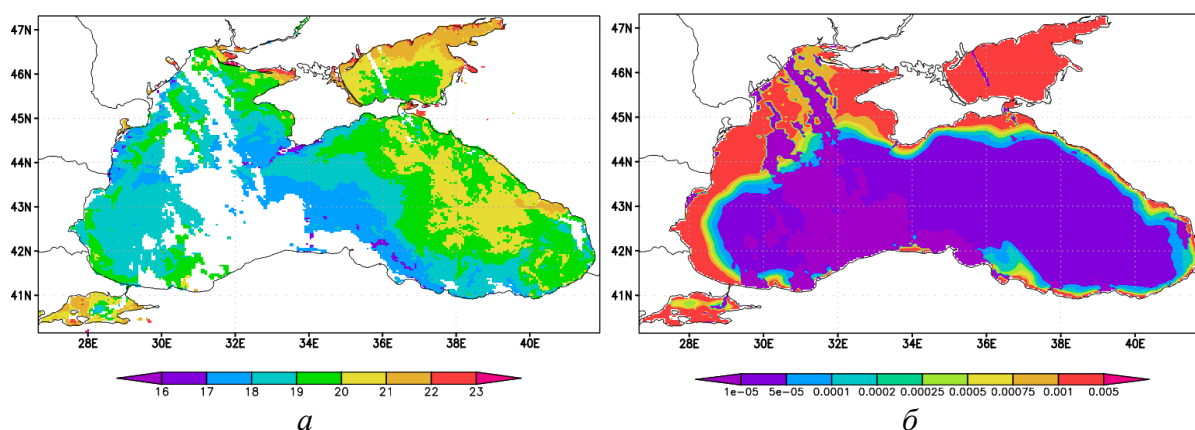 47N
46N
45N
44N
43N
42N
41N
28E 30E 32E 34E 36E 38E 40E
16 17 18 19 20 21 22 23
а
47N
46N
45N
44N
43N
42N
41N
28E 30E 32E 34E 36E 38E 40E
1e-05 5e-05 0.0001 0.0002 0.00025 0.0005 0.00075 0.001 0.005
б